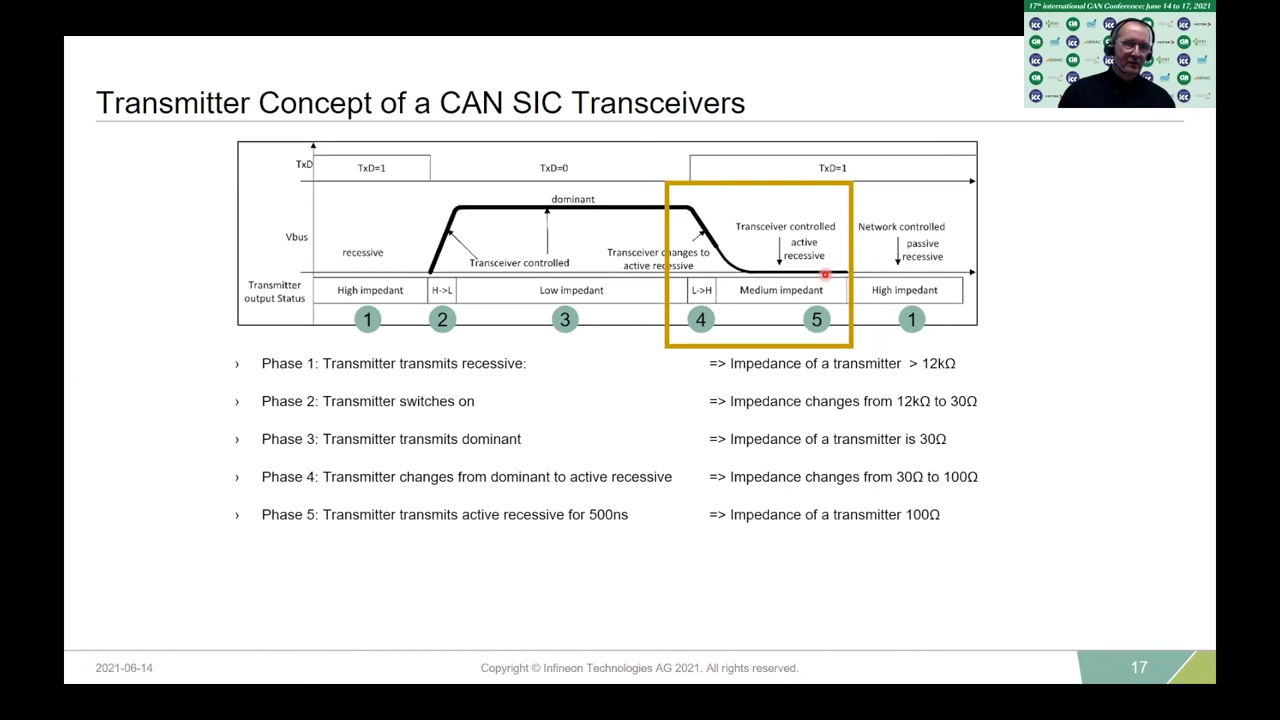 17th international CAN Conference: June 14 to 17, 2021
Transmitter Concept of a CAN SIC Transceivers
TxD
TxD=1
TxD=0
TxD=1
dominant
Vbus
recessive
Transceiver controlled
Transceiver changes to
active recessive
Transceiver controlled
active
recessive
Network controlled
passive
recessive
Transmitter
output Status
High impedant
H->L
Low impedant
L->H
Medium impedant
High impedant
1
2
3
4
5
1
› Phase 1: Transmitter transmits recessive: => Impedance of a transmitter > 12kΩ
› Phase 2: Transmitter switches on => Impedance changes from 12kΩ to 30Ω
› Phase 3: Transmitter transmits dominant => Impedance of a transmitter is 30Ω
› Phase 4: Transmitter changes from dominant to active recessive => Impedance changes from 30Ω to 100Ω
› Phase 5: Transmitter transmits active recessive for 500ns => Impedance of a transmitter 100Ω
2021-06-14
Copyright © Infineon Technologies AG 2021. All rights reserved.
17